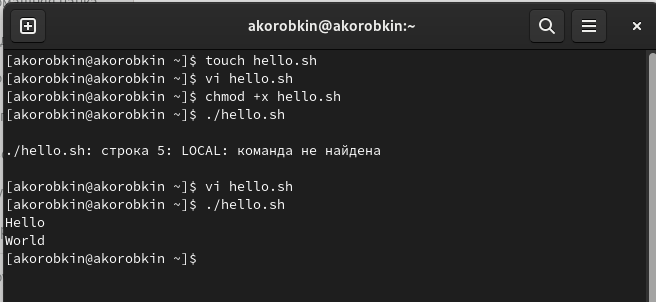 akorobkin@akorobkin:~
[akorobkin@akorobkin ~]$ touch hello.sh
[akorobkin@akorobkin ~]$ vi hello.sh
[akorobkin@akorobkin ~]$ chmod +x hello.sh
[akorobkin@akorobkin ~]$ ./hello.sh
./hello.sh: строка 5: LOCAL: команда не найдена
[akorobkin@akorobkin ~]$ vi hello.sh
[akorobkin@akorobkin ~]$ ./hello.sh
Hello
World
[akorobkin@akorobkin ~]$